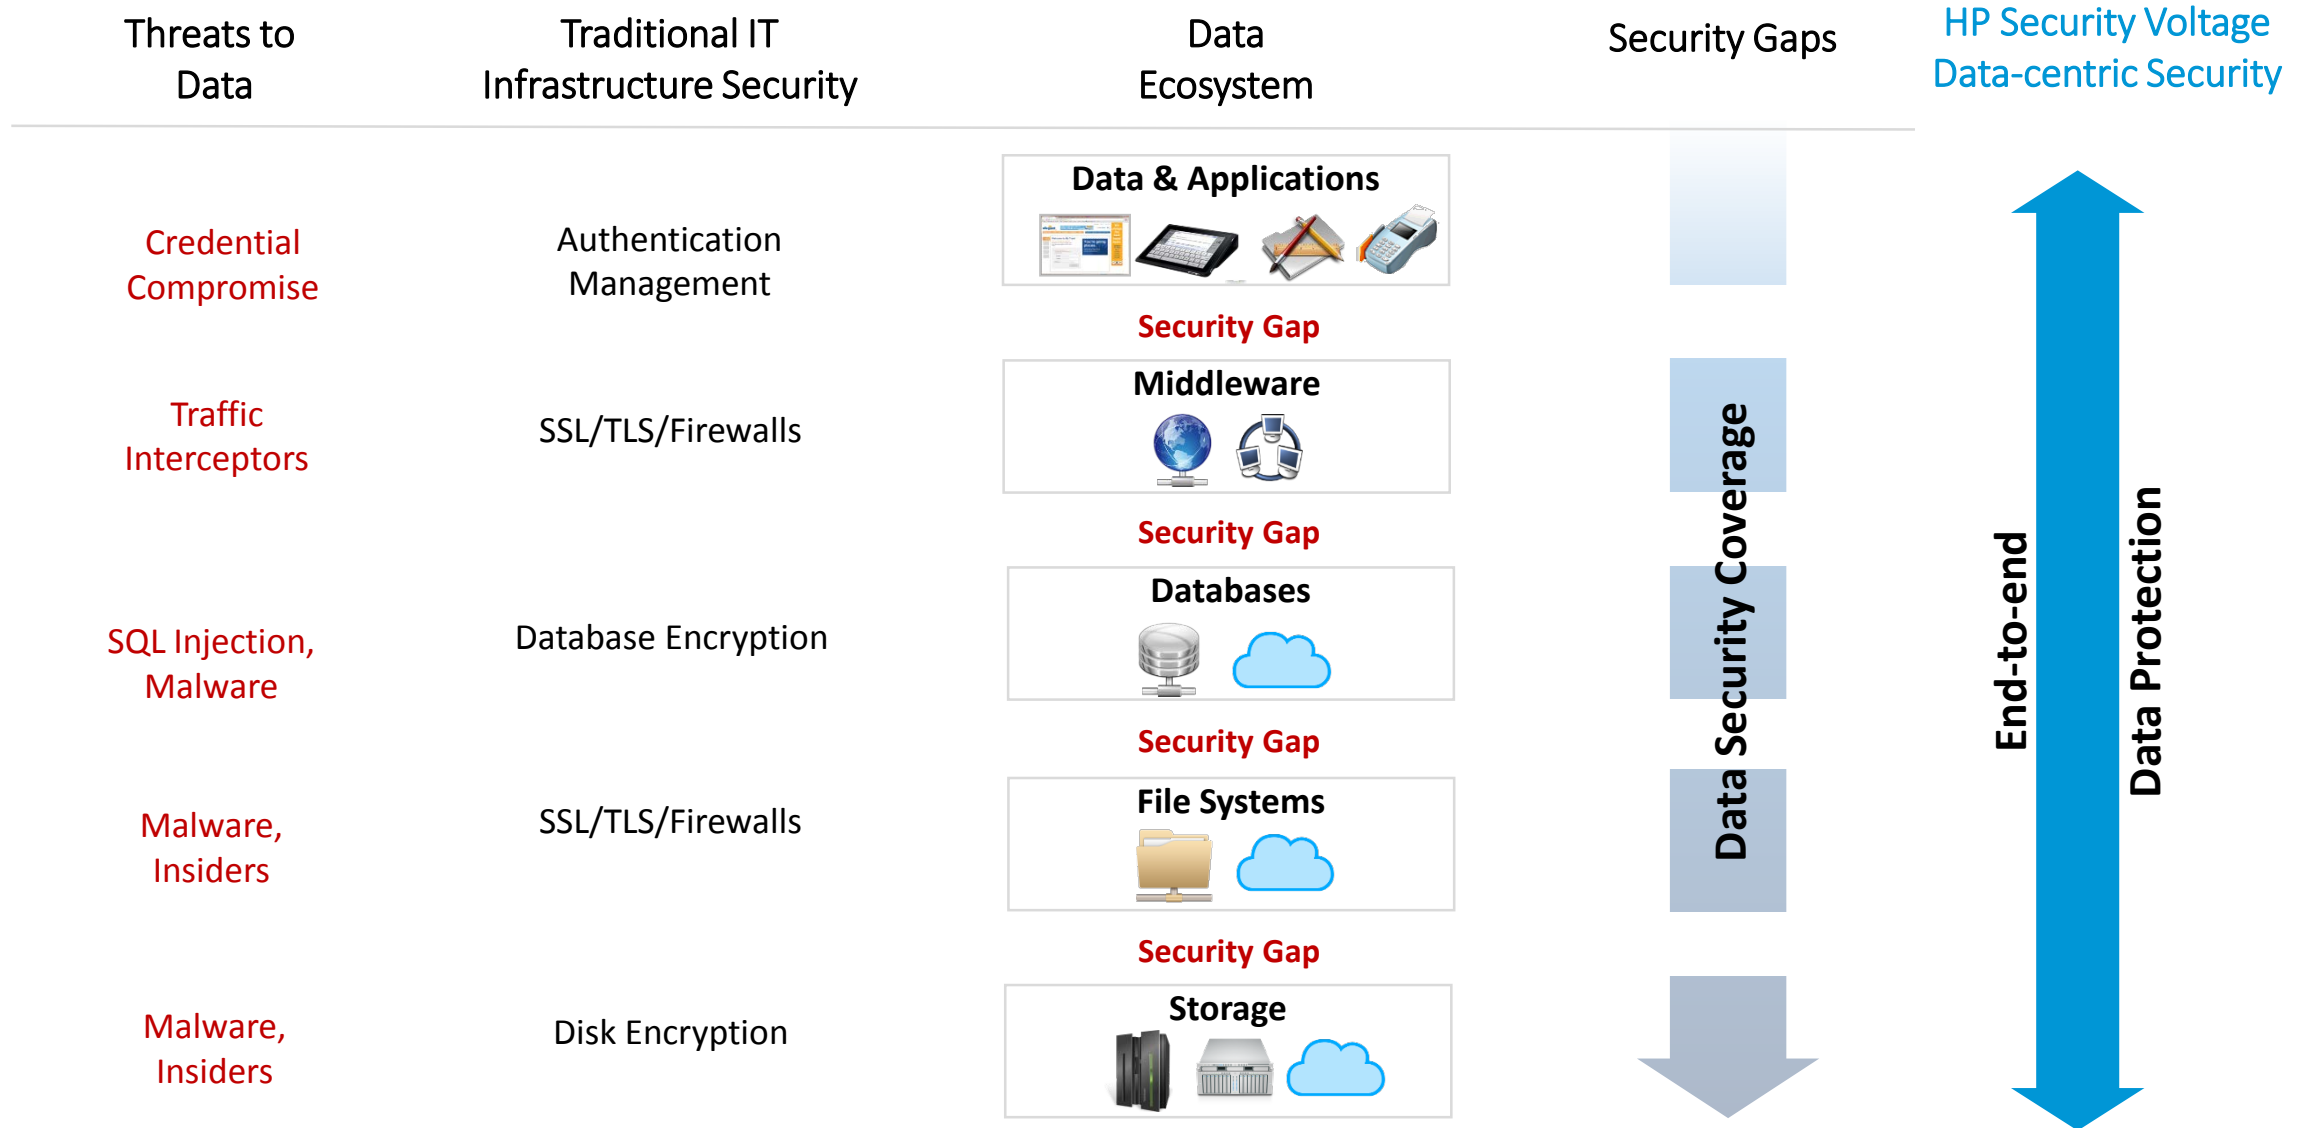 Threats to
Data
Traditional IT
Infrastructure Security
Data
Ecosystem
Security Gaps
HP Security Voltage
Data-centric Security
Credential
Compromise
Authentication
Management
Data & Applications
Security Gap
Traffic
Interceptors
SSL/TLS/Firewalls
Middleware
Security Gap
SQL Injection,
Malware
Database Encryption
Databases
Security Gap
Malware,
Insiders
SSL/TLS/Firewalls
File Systems
Security Gap
Malware,
Insiders
Disk Encryption
Storage
Data Security Coverage
End-to-end
Data Protection